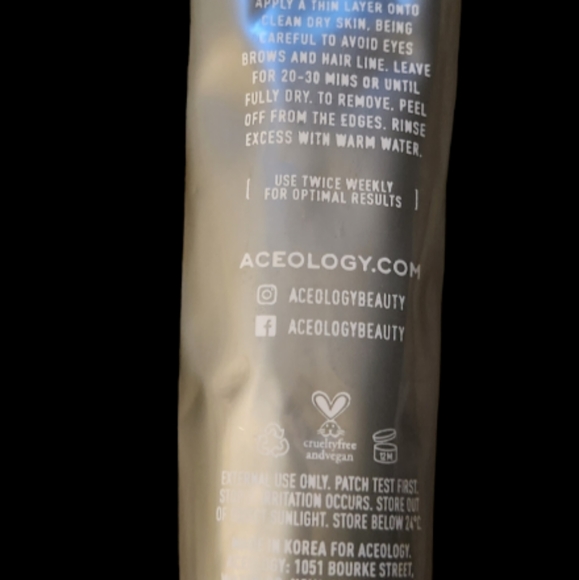 APPLY A THIN LAYER ONTO
CLEAN DRY SKIN, BEING
CAREFUL TO AVOID EYES
BROWS AND HAIR LINE. LEAVE
FOR 20-30 MINS OR UNTIL
FULLY DRY. TO REMOVE, PEEL
OFF FROM THE EDGES. RINSE
EXCESS WITH WARM WATER.
[ USE TWICE WEEKLY
FOR OPTIMAL RESULTS ]
ACEOLOGY.COM
ACEOLOGYBEAUTY
ACEOLOGYBEAUTY
crueltyfree
andvegan
12M
EXTERNAL USE ONLY. PATCH TEST FIRST.
IRRITATION OCCURS. STORE OUT
OF SUNLIGHT. STORE BELOW 24°C.
IN KOREA FOR ACEOLOGY.
1051 BOURKE STREET,